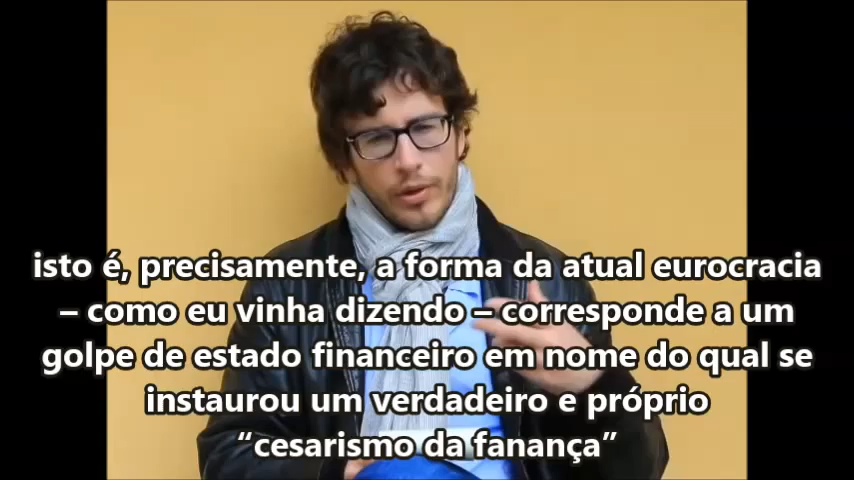 isto é, precisamente, a forma da atual eurocracia
– como eu vinha dizendo – corresponde a um
golpe de estado financeiro em nome do qual se
instaurou um verdadeiro e próprio
“cesarismo da fanança”